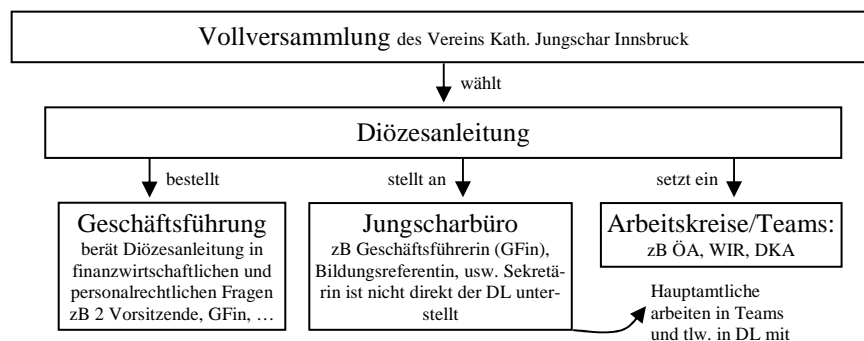 Vollversammlung des Vereins Kath. Jungschar Innsbruck
wählt
Diözesanleitung
bestellt
stellt an
setzt ein
Geschäftsführung
berät Diözesanleitung in
finanzwirtschaftlichen und
personalrechtlichen Fragen
zB 2 Vorsitzende, GFin, …
Jungscharbüro
zB Geschäftsführerin (GFin),
Bildungsreferentin, usw. Sekretä-
rin ist nicht direkt der DL unter-
stellt
Arbeitskreise/Teams:
zB ÖA, WIR, DKA
Hauptamtliche
arbeiten in Teams
und tlw. in DL mit